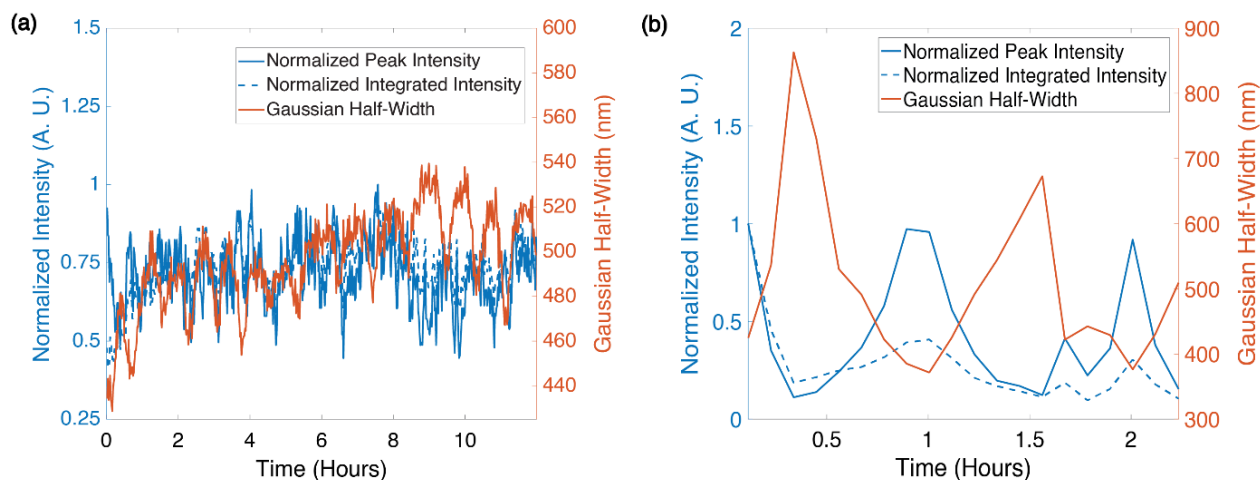 (a)
1.5
1.25
1
0.75
0.5
0.25
Normalized Intensity (A. U.)
Normalized Peak Intensity
Normalized Integrated Intensity
Gaussian Half-Width
600
580
560
540
520
500
480
460
440
Gaussian Half-Width (nm)
0 2 4 6 8 10
Time (Hours)
(b)
2
1.5
1
0.5
0
Normalized Intensity (A. U.)
Normalized Peak Intensity
Normalized Integrated Intensity
Gaussian Half-Width
900
800
700
600
500
400
300
Gaussian Half-Width (nm)
0.5 1 1.5 2
Time (Hours)